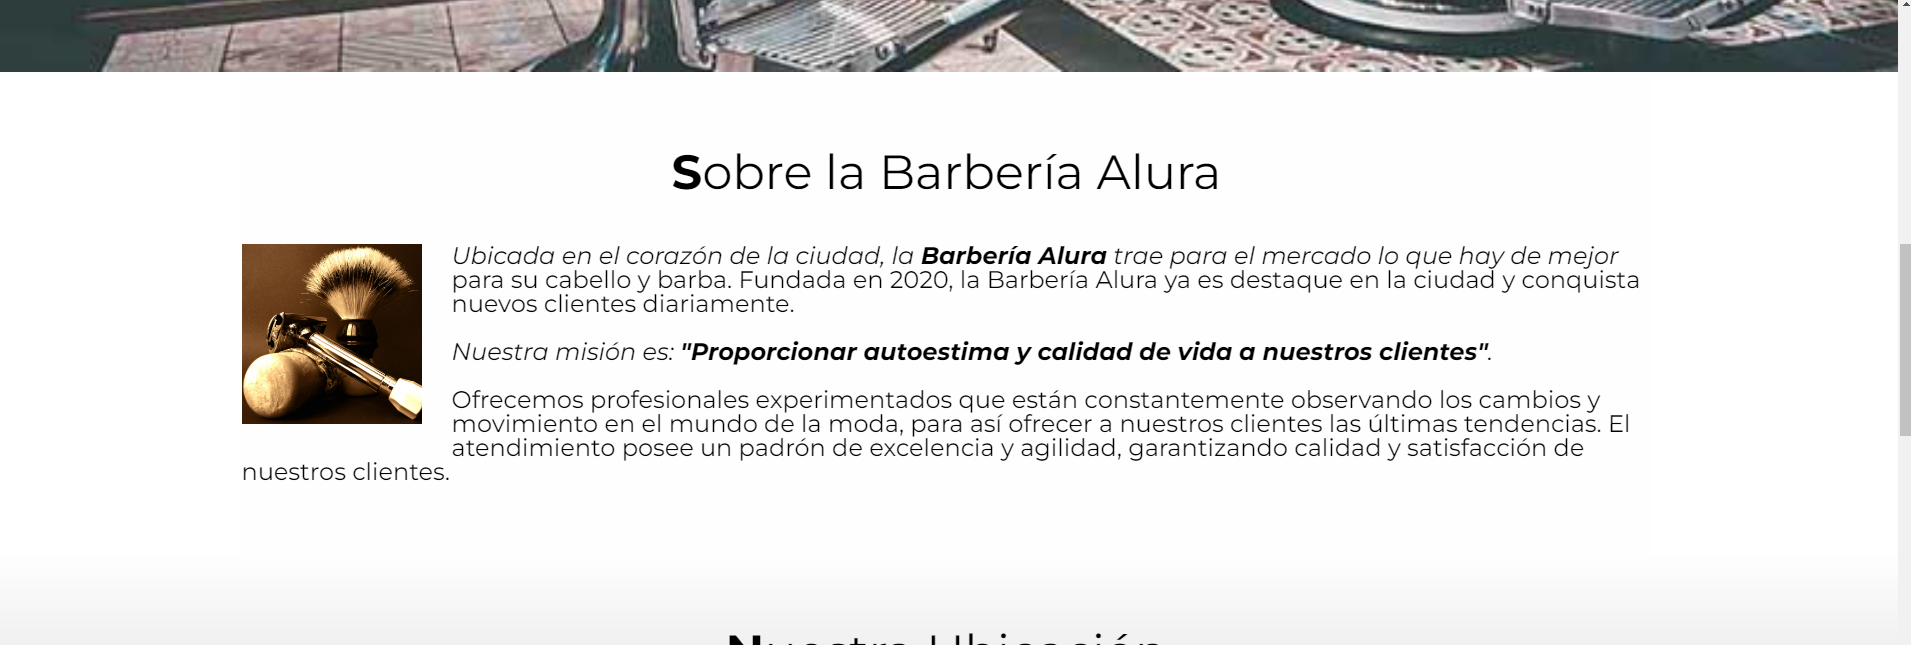 Sobre la Barbería Alura
Ubicada en el corazón de la ciudad, la Barbería Alura trae para el mercado lo que hay de mejor
para su cabello y barba. Fundada en 2020, la Barbería Alura ya es destaque en la ciudad y conquista
nuevos clientes diariamente.
Nuestra misión es: "Proporcionar autoestima y calidad de vida a nuestros clientes".
Ofrecemos profesionales experimentados que están constantemente observando los cambios y
movimiento en el mundo de la moda, para así ofrecer a nuestros clientes las últimas tendencias. El
atendimiento posee un padrón de excelencia y agilidad, garantizando calidad y satisfacción de
nuestros clientes.
Nuestra Ubicación